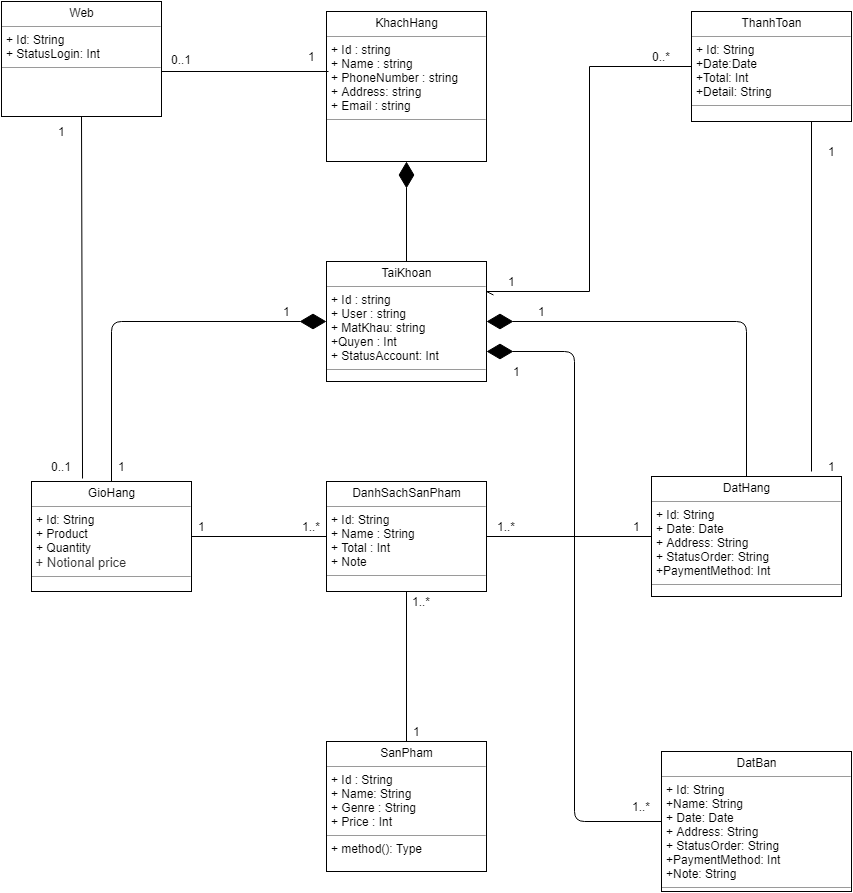 Web
+ Id: String
+ StatusLogin: Int
KhachHang
+ Id : string
+ Name : string
+ PhoneNumber : string
+ Address: string
+ Email : string
ThanhToan
+ Id: String
+Date:Date
+Total: Int
+Detail: String
0..1
1
0..*
1
1
TaiKhoan
+ Id : string
+ User : string
+ MatKhau: string
+Quyen : Int
+ StatusAccount: Int
1
1
1
1
0..1
1
1
GioHang
+ Id: String
+ Product
+ Quantity
+ Notional price
1
1..*
DanhSachSanPham
+ Id: String
+ Name : String
+ Total : Int
+ Note
1..*
1
DatHang
+ Id: String
+ Date: Date
+ Address: String
+ StatusOrder: String
+PaymentMethod: Int
1..*
1
SanPham
+ Id : String
+ Name: String
+ Genre : String
+ Price : Int
+ method(): Type
1..*
DatBan
+ Id: String
+Name: String
+ Date: Date
+ Address: String
+ StatusOrder: String
+PaymentMethod: Int
+Note: String